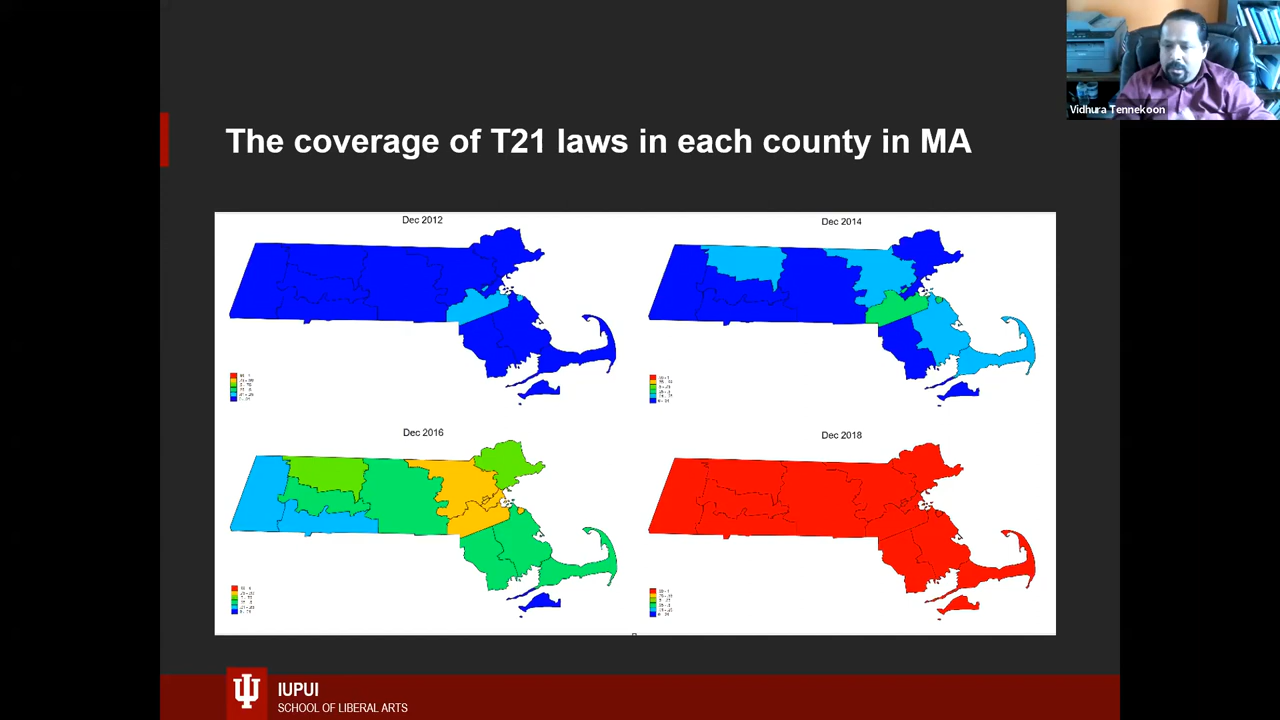 Vidhura Tennekoon
The coverage of T21 laws in each county in MA
Dec 2012
Dec 2014
Dec 2016
Dec 2018
IUPUI
SCHOOL OF LIBERAL ARTS